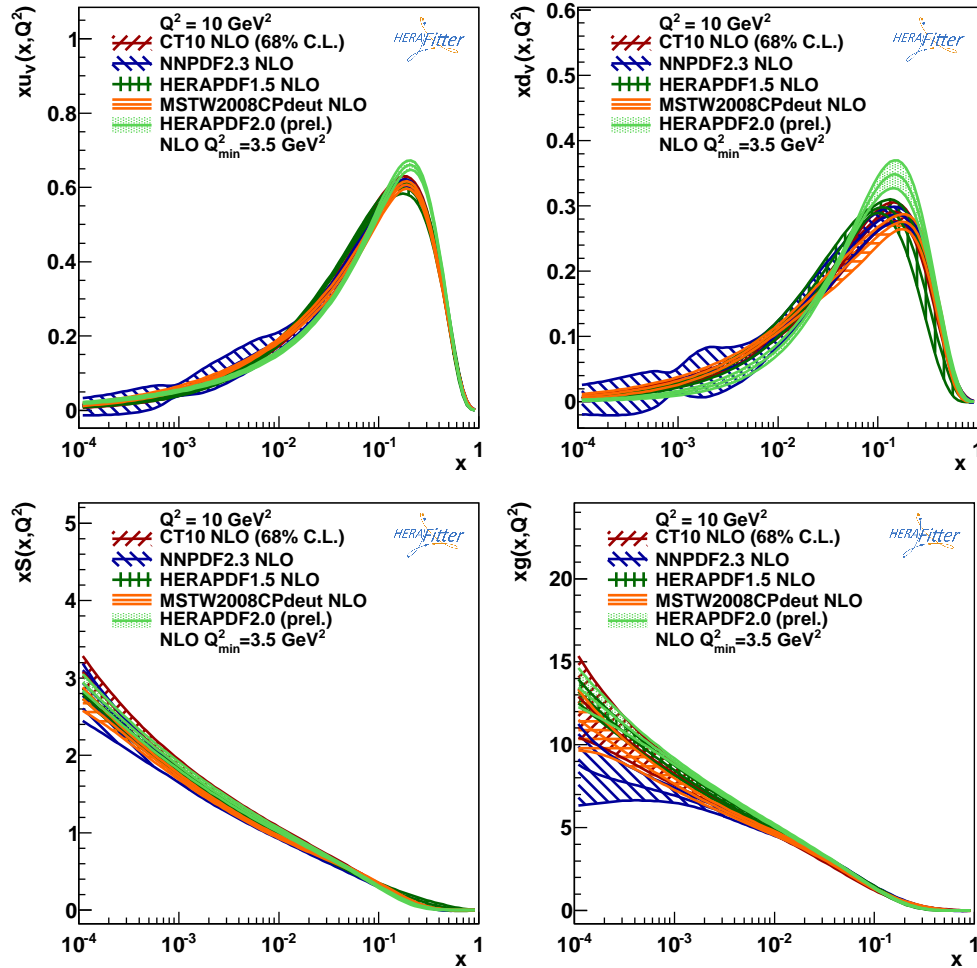 xu_v(x,Q²)
Q² = 10 GeV²
CT10 NLO (68% C.L.)
NNPDF2.3 NLO
HERAPDF1.5 NLO
MSTW2008CPdeut NLO
HERAPDF2.0 (prel.)
NLO Q²_min=3.5 GeV²
HERAFitter
1
0.8
0.6
0.4
0.2
0
10⁻⁴
10⁻³
10⁻²
10⁻¹
1
x
xd_v(x,Q²)
Q² = 10 GeV²
CT10 NLO (68% C.L.)
NNPDF2.3 NLO
HERAPDF1.5 NLO
MSTW2008CPdeut NLO
HERAPDF2.0 (prel.)
NLO Q²_min=3.5 GeV²
HERAFitter
0.6
0.5
0.4
0.3
0.2
0.1
0
10⁻⁴
10⁻³
10⁻²
10⁻¹
1
x
xS(x,Q²)
Q² = 10 GeV²
CT10 NLO (68% C.L.)
NNPDF2.3 NLO
HERAPDF1.5 NLO
MSTW2008CPdeut NLO
HERAPDF2.0 (prel.)
NLO Q²_min=3.5 GeV²
HERAFitter
5
4
3
2
1
0
10⁻⁴
10⁻³
10⁻²
10⁻¹
1
x
xg(x,Q²)
Q² = 10 GeV²
CT10 NLO (68% C.L.)
NNPDF2.3 NLO
HERAPDF1.5 NLO
MSTW2008CPdeut NLO
HERAPDF2.0 (prel.)
NLO Q²_min=3.5 GeV²
HERAFitter
20
15
10
5
0
10⁻⁴
10⁻³
10⁻²
10⁻¹
1
x